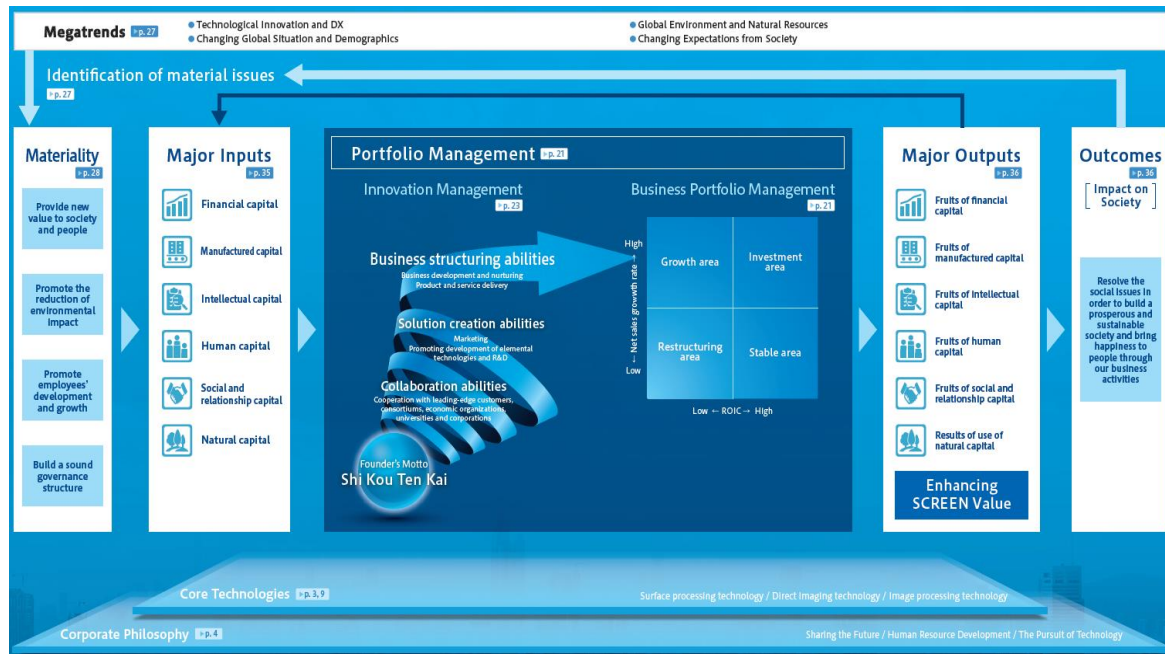 Megatrends ▶p. 27
● Technological Innovation and DX
● Changing Global Situation and Demographics
● Global Environment and Natural Resources
● Changing Expectations from Society
Identification of material issues
▶p. 27
Materiality
▶p. 28
Provide new
value to society
and people
Promote the
reduction of
environmental
impact
Promote
employees'
development
and growth
Build a sound
governance
structure
Major Inputs
▶p. 35
Financial capital
Manufactured capital
Intellectual capital
Human capital
Social and
relationship capital
Natural capital
Portfolio Management ▶p. 21
Innovation Management
▶p. 23
Business structuring abilities
Business development and nurturing
Product and service delivery
Solution creation abilities
Marketing
Promoting development of elemental
technologies and R&D
Collaboration abilities
Cooperation with leading-edge customers,
consortiums, economic organizations,
universities and corporations
Founder's Motto
Shi Kou Ten Kai
Business Portfolio Management
▶p. 21
High
← Net sales growth rate →
Low
Growth area
Investment
area
Restructuring
area
Stable area
Low ← ROIC → High
Major Outputs
▶p. 36
Fruits of financial
capital
Fruits of
manufactured capital
Fruits of intellectual
capital
Fruits of human
capital
Fruits of social and
relationship capital
Results of use of
natural capital
Enhancing
SCREEN Value
Outcomes
▶p. 36
[ Impact on
Society ]
Resolve the
social issues in
order to build a
prosperous and
sustainable
society and bring
happiness to
people through
our business
activities
Core Technologies ▶p. 3, 9
Surface processing technology / Direct imaging technology / Image processing technology
Corporate Philosophy ▶p. 4
Sharing the Future / Human Resource Development / The Pursuit of Technology